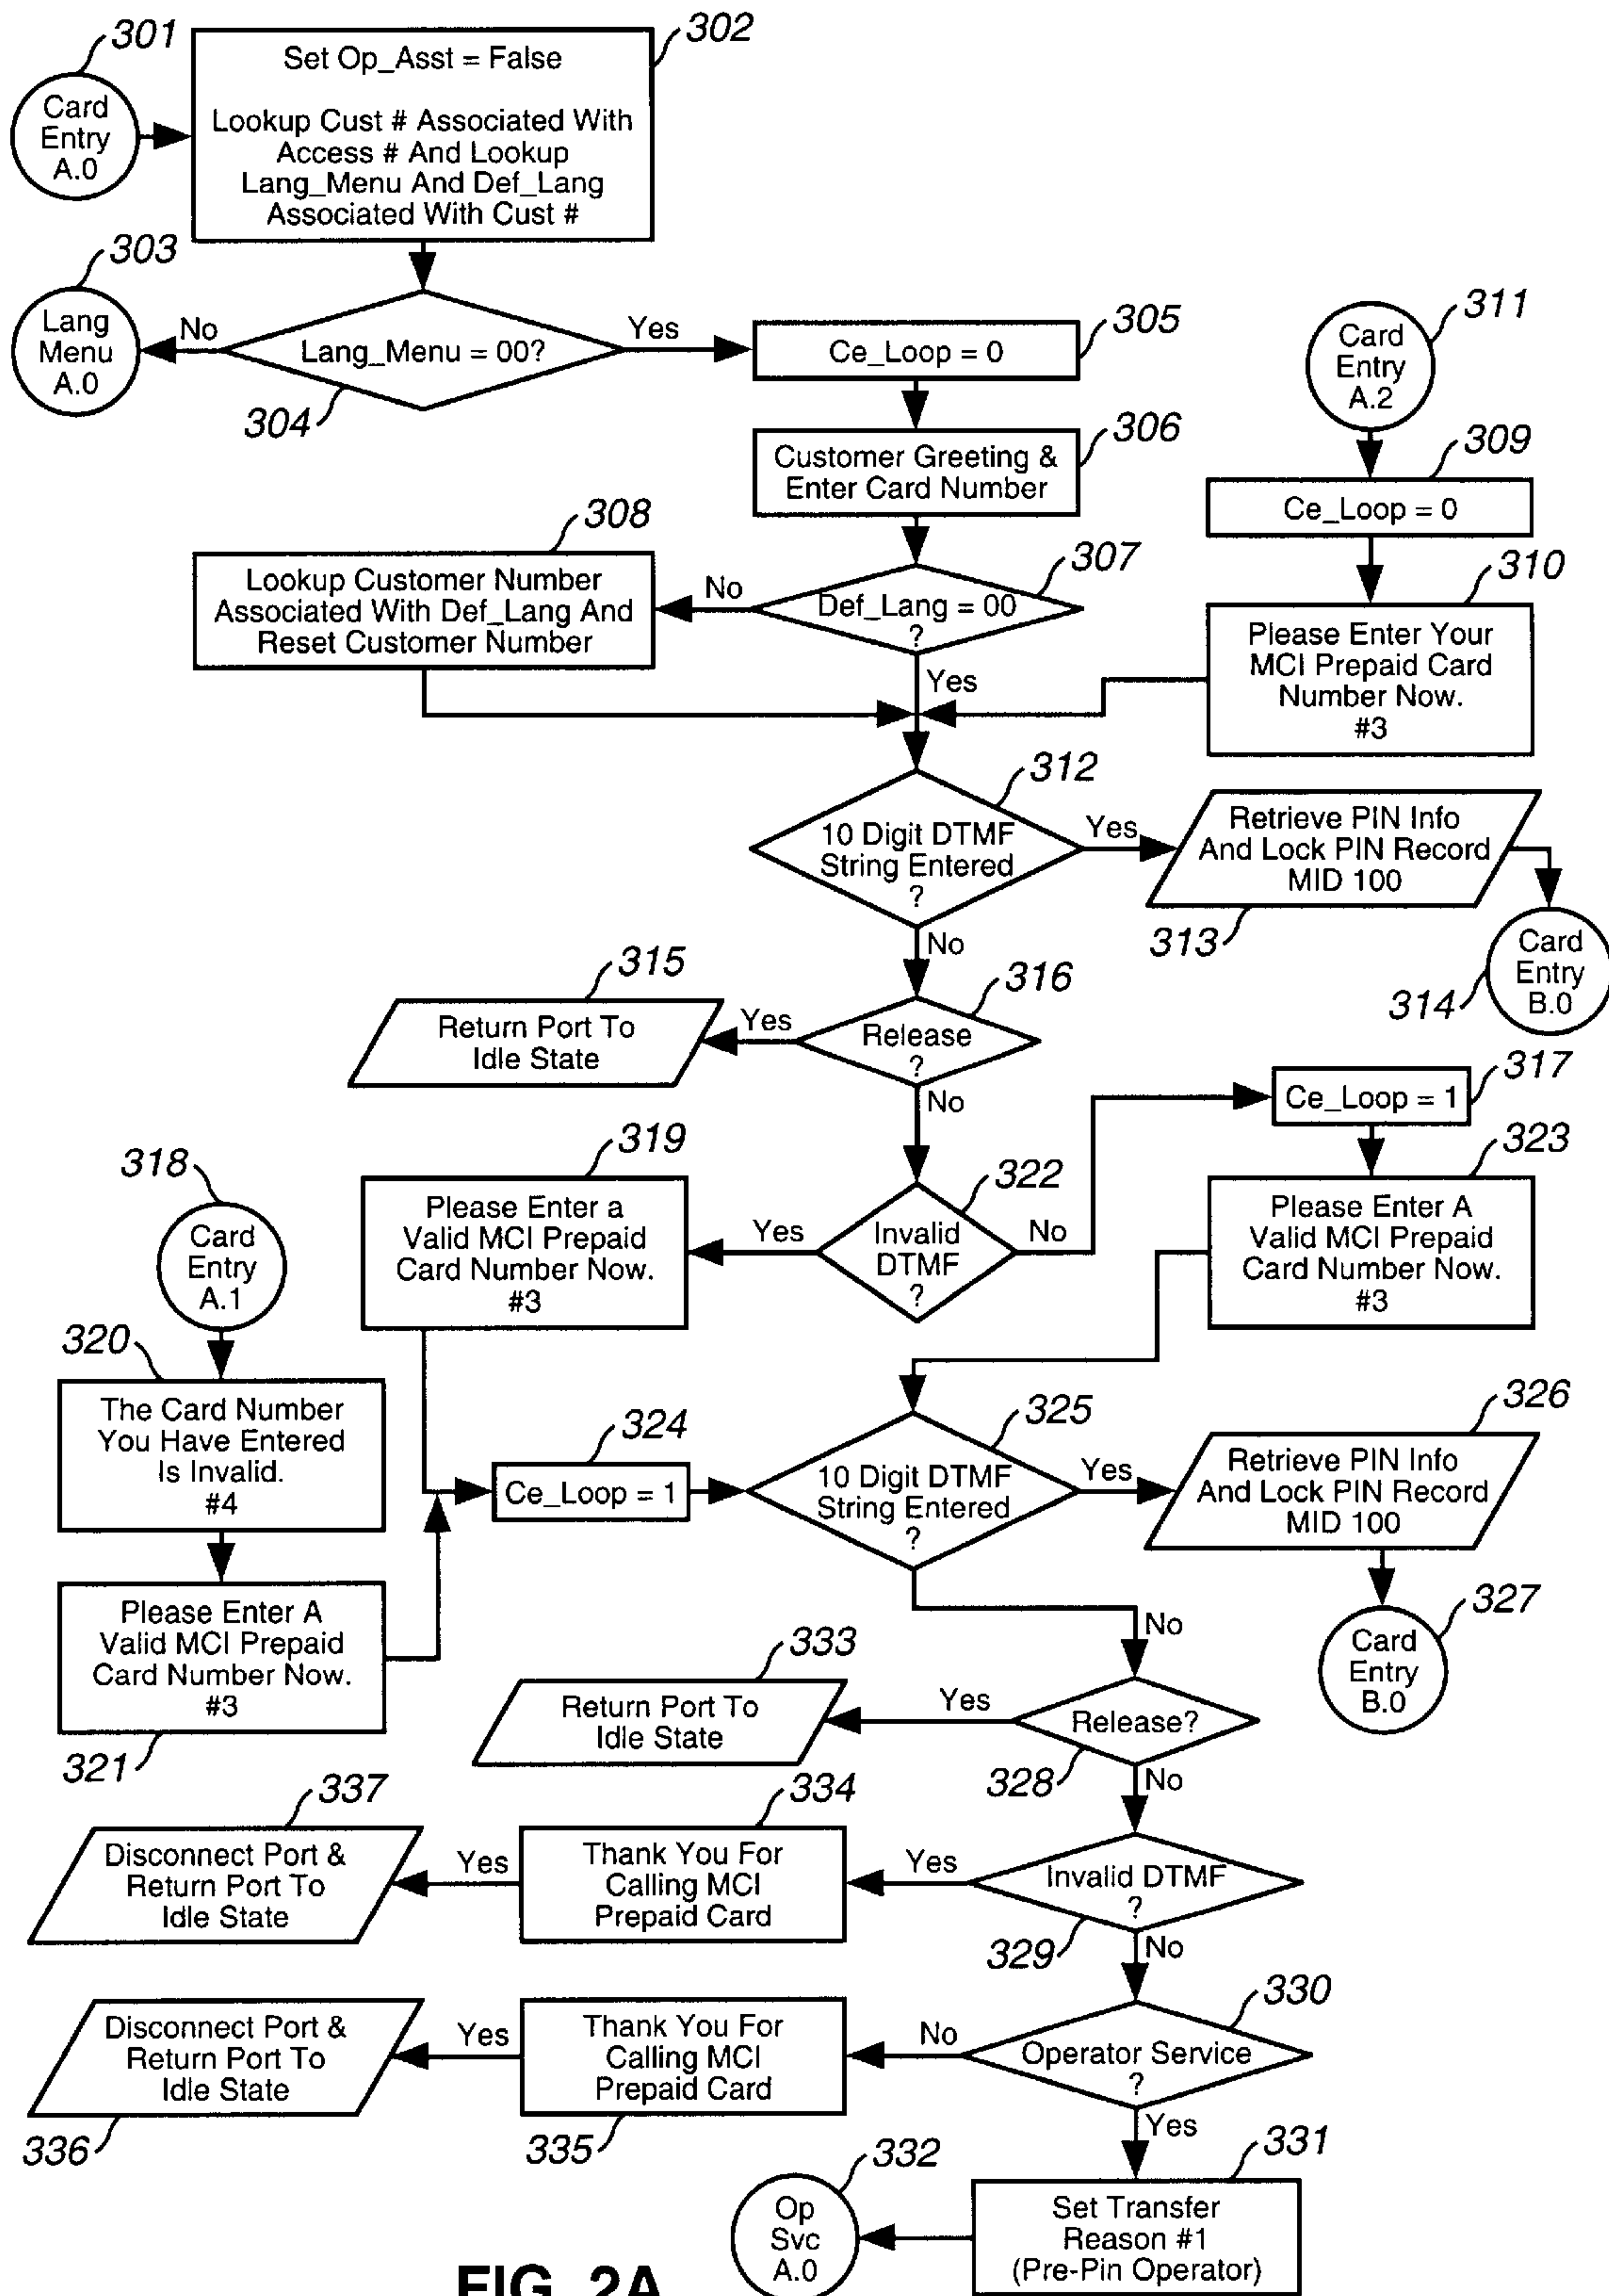 301
Card
Entry
A.0
302
Set Op_Asst = False
Lookup Cust # Associated With
Access # And Lookup
Lang_Menu And Def_Lang
Associated With Cust #
303
Lang
Menu
A.0
No
Lang_Menu = 00?
304
Yes
Ce_Loop = 0
305
Customer Greeting &
Enter Card Number
306
311
Card
Entry
A.2
309
Ce_Loop = 0
310
Please Enter Your
MCI Prepaid Card
Number Now.
#3
308
Lookup Customer Number
Associated With Def_Lang And
Reset Customer Number
No
Def_Lang = 00
?
307
Yes
312
10 Digit DTMF
String Entered
?
Yes
Retrieve PIN Info
And Lock PIN Record
MID 100
313
Card
Entry
B.0
314
No
315
Return Port To
Idle State
Yes
Release
?
316
No
317
Ce_Loop = 1
318
Card
Entry
A.1
319
Please Enter a
Valid MCI Prepaid
Card Number Now.
#3
Yes
Invalid
DTMF
?
322
No
323
Please Enter A
Valid MCI Prepaid
Card Number Now.
#3
320
The Card Number
You Have Entered
Is Invalid.
#4
Please Enter A
Valid MCI Prepaid
Card Number Now.
#3
321
324
Ce_Loop = 1
325
10 Digit DTMF
String Entered
?
Yes
326
Retrieve PIN Info
And Lock PIN Record
MID 100
327
Card
Entry
B.0
No
333
Return Port To
Idle State
Yes
Release?
328
No
337
Disconnect Port &
Return Port To
Idle State
Yes
334
Thank You For
Calling MCI
Prepaid Card
Yes
Invalid DTMF
?
329
No
330
Disconnect Port &
Return Port To
Idle State
336
Yes
Thank You For
Calling MCI
Prepaid Card
335
No
Operator Service
?
Yes
331
Set Transfer
Reason #1
(Pre-Pin Operator)
332
Op
Svc
A.0
FIG. 2A